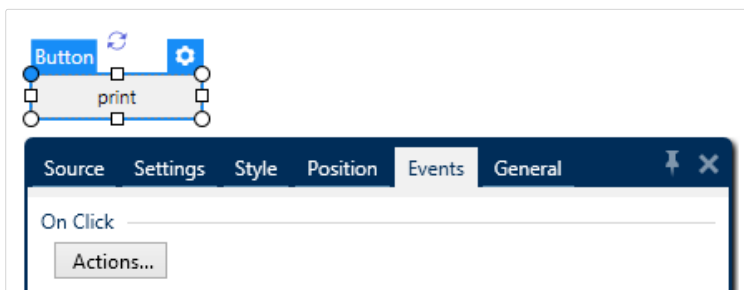 Button
print
Source Settings Style Position Events General
On Click
Actions...